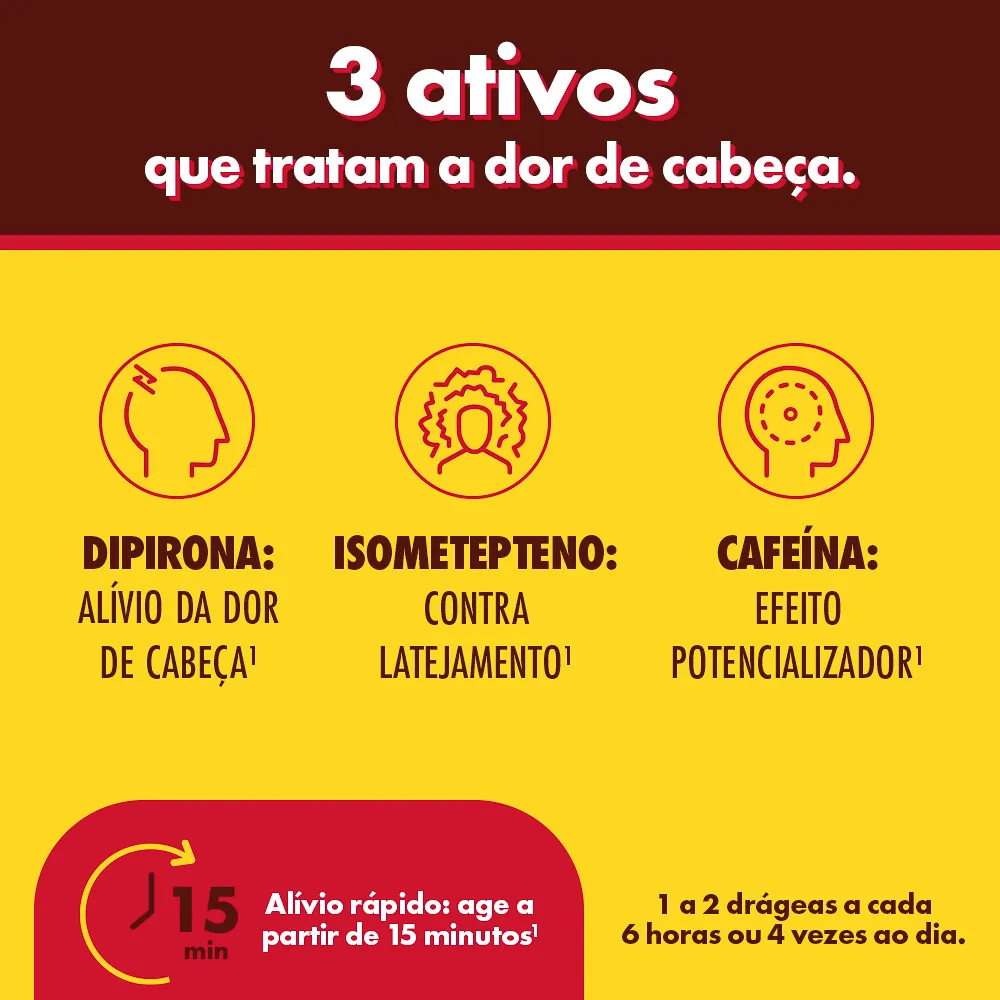 3 ativos
que tratam a dor de cabeça.
DIPIRONA:
ALÍVIO DA DOR
DE CABEÇA¹
ISOMETEPTENO:
CONTRA
LATEJAMENTO¹
CAFEÍNA:
EFEITO
POTENCIALIZADOR¹
15
min
Alívio rápido: age a
partir de 15 minutos¹
1 a 2 drágeas a cada
6 horas ou 4 vezes ao dia.